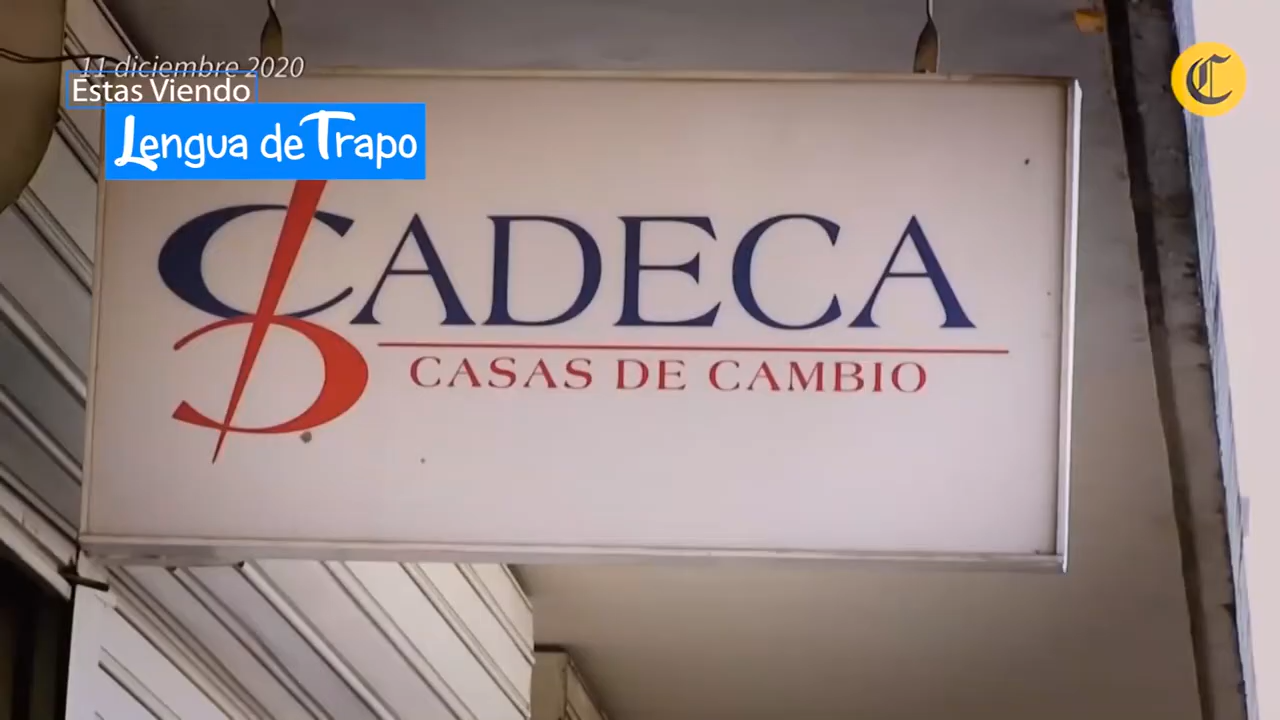 11 diciembre 2020
Estas Viendo
Lengua de Trapo
C
CADECA
CASAS DE CAMBIO